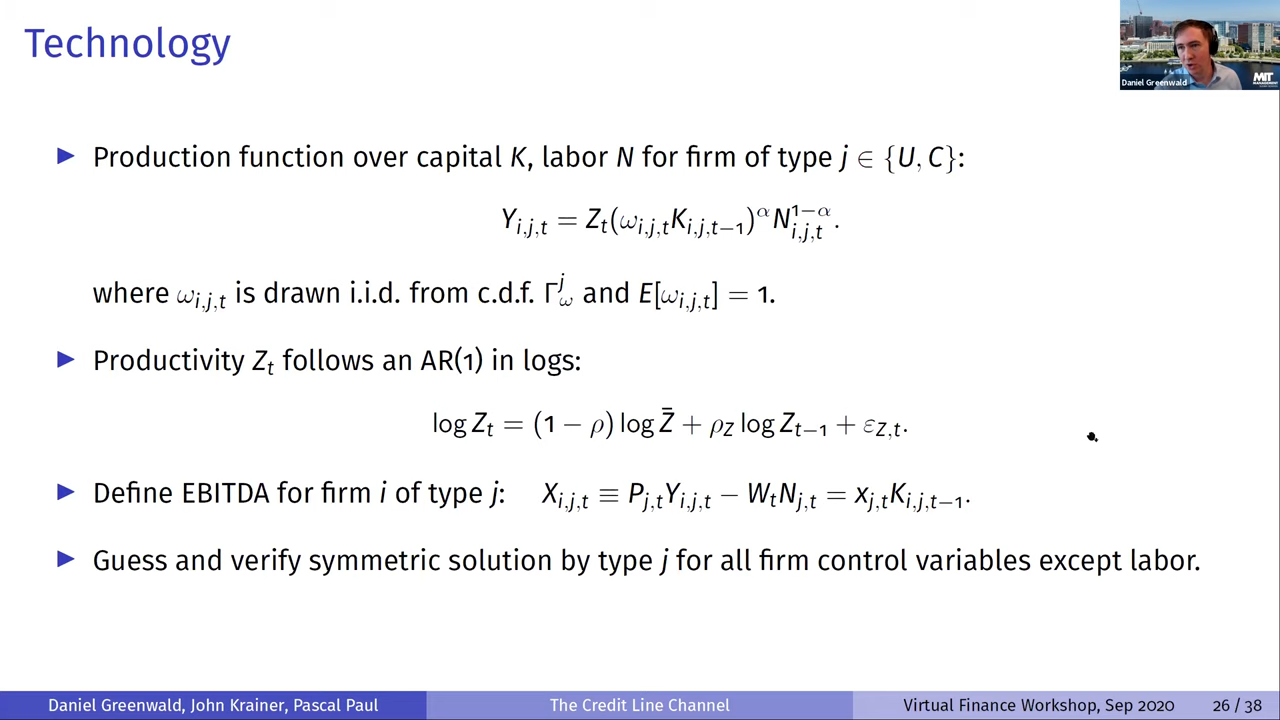 Technology
Daniel Greenwald
MIT
MANAGEMENT
▶ Production function over capital K, labor N for firm of type j ∈ {U, C}:
Y_{i,j,t} = Z_t(ω_{i,j,t}K_{i,j,t−1})^α N_{i,j,t}^{1−α}.
where ω_{i,j,t} is drawn i.i.d. from c.d.f. Γ_ω^j and E[ω_{i,j,t}] = 1.
▶ Productivity Z_t follows an AR(1) in logs:
log Z_t = (1 − ρ) log Z̄ + ρ_Z log Z_{t−1} + ε_{Z,t}.
▶ Define EBITDA for firm i of type j: X_{i,j,t} ≡ P_{j,t}Y_{i,j,t} − W_tN_{j,t} = x_{j,t}K_{i,j,t−1}.
▶ Guess and verify symmetric solution by type j for all firm control variables except labor.
Daniel Greenwald, John Krainer, Pascal Paul The Credit Line Channel Virtual Finance Workshop, Sep 2020 26 / 38